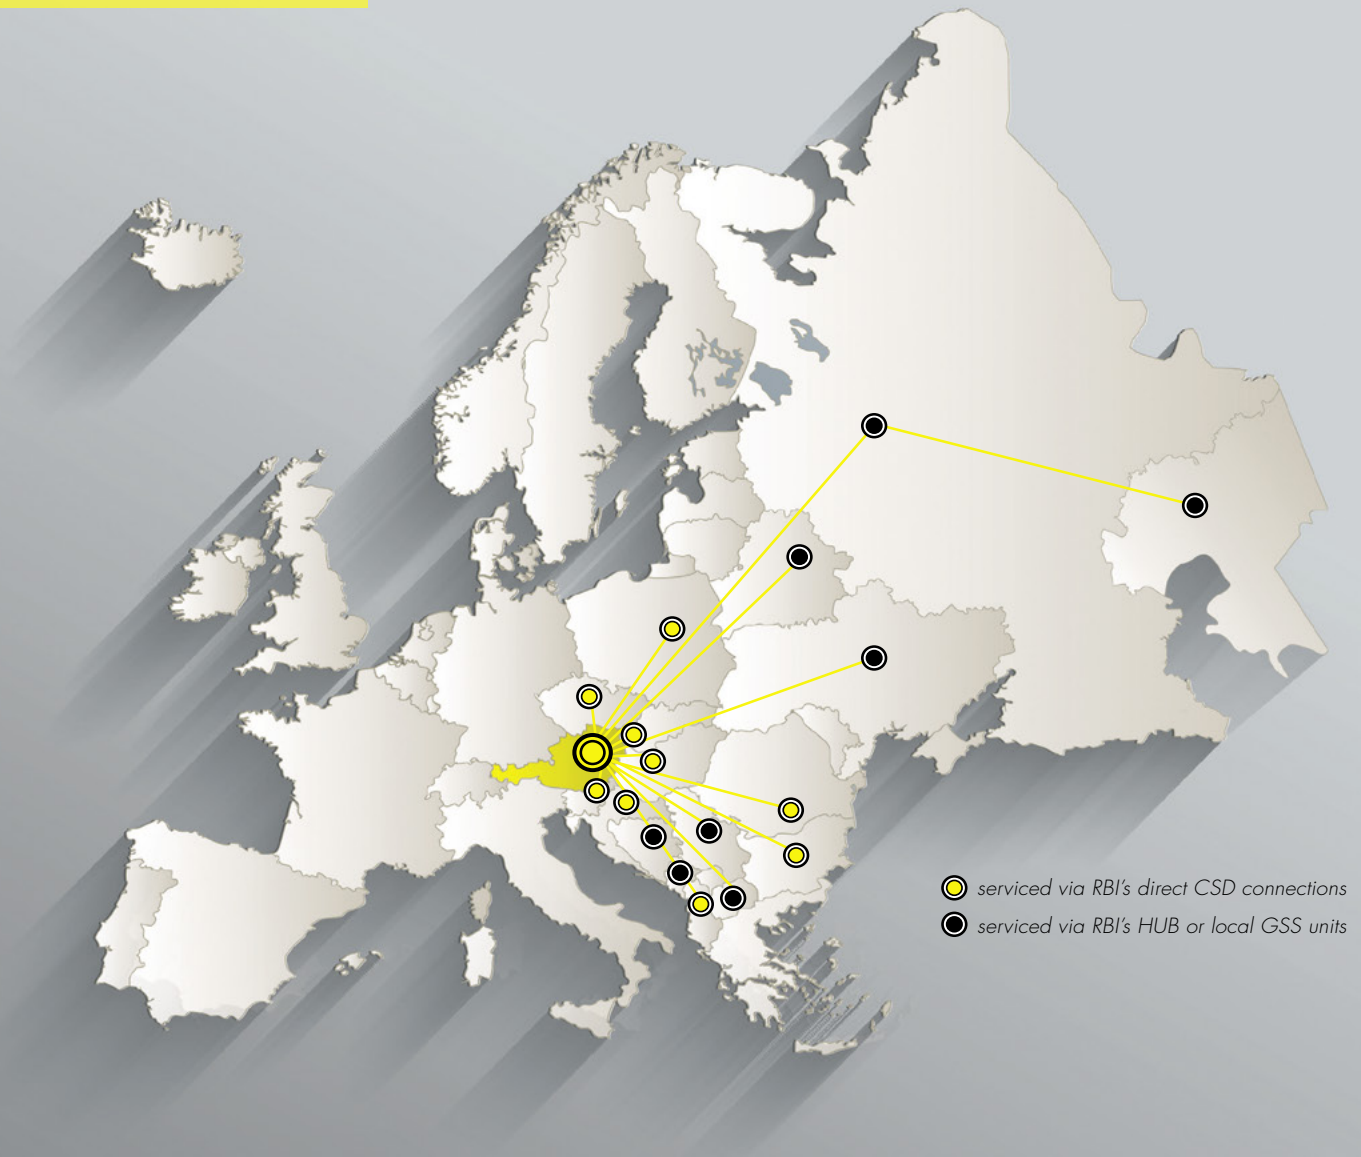 serviced via RBI's direct CSD connections
serviced via RBI's HUB or local GSS units